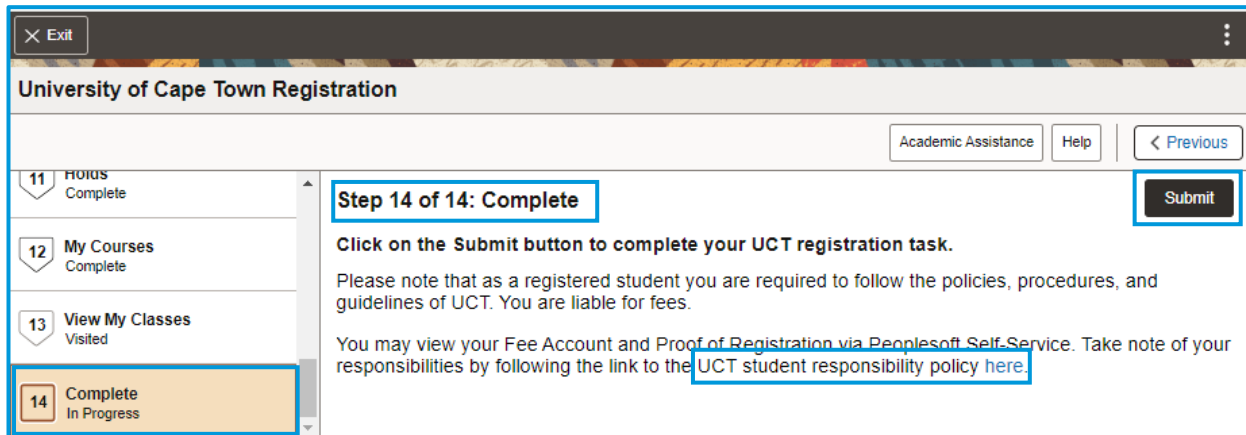 Exit
University of Cape Town Registration
Academic Assistance Help Previous
11 Holds
Complete
12 My Courses
Complete
13 View My Classes
Visited
14 Complete
In Progress
Step 14 of 14: Complete
Submit
Click on the Submit button to complete your UCT registration task.
Please note that as a registered student you are required to follow the policies, procedures, and
guidelines of UCT. You are liable for fees.
You may view your Fee Account and Proof of Registration via Peoplesoft Self-Service. Take note of your
responsibilities by following the link to the UCT student responsibility policy here.